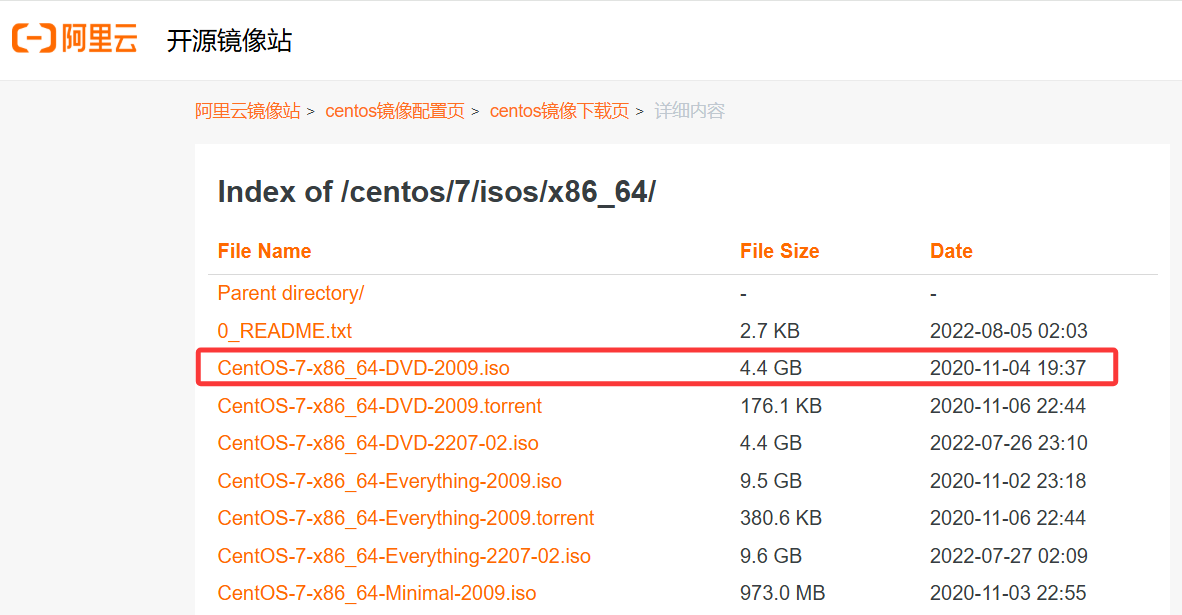 阿里云 开源镜像站
阿里云镜像站 > centos镜像配置页 > centos镜像下载页 > 详细内容
Index of /centos/7/isos/x86_64/
File Name File Size Date
Parent directory/ - -
0_README.txt 2.7 KB 2022-08-05 02:03
CentOS-7-x86_64-DVD-2009.iso 4.4 GB 2020-11-04 19:37
CentOS-7-x86_64-DVD-2009.torrent 176.1 KB 2020-11-06 22:44
CentOS-7-x86_64-DVD-2207-02.iso 4.4 GB 2022-07-26 23:10
CentOS-7-x86_64-Everything-2009.iso 9.5 GB 2020-11-02 23:18
CentOS-7-x86_64-Everything-2009.torrent 380.6 KB 2020-11-06 22:44
CentOS-7-x86_64-Everything-2207-02.iso 9.6 GB 2022-07-27 02:09
CentOS-7-x86_64-Minimal-2009.iso 973.0 MB 2020-11-03 22:55